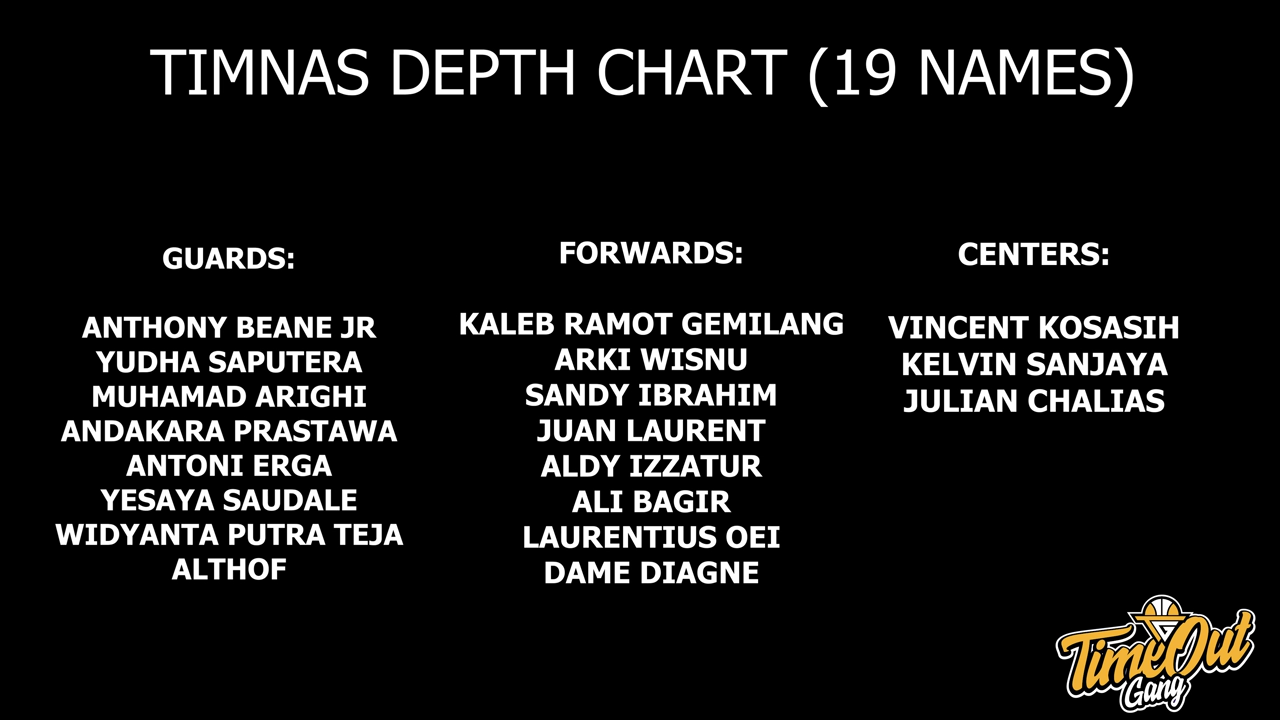 TIMNAS DEPTH CHART (19 NAMES)
GUARDS:
ANTHONY BEANE JR
YUDHA SAPUTERA
MUHAMAD ARIGHI
ANDAKARA PRASTAWA
ANTONI ERGA
YESAYA SAUDALE
WIDYANTA PUTRA TEJA
ALTHOF
FORWARDS:
KALEB RAMOT GEMILANG
ARKI WISNU
SANDY IBRAHIM
JUAN LAURENT
ALDY IZZATUR
ALI BAGIR
LAURENTIUS OEI
DAME DIAGNE
CENTERS:
VINCENT KOSASIH
KELVIN SANJAYA
JULIAN CHALIAS
TimeOut
Gang